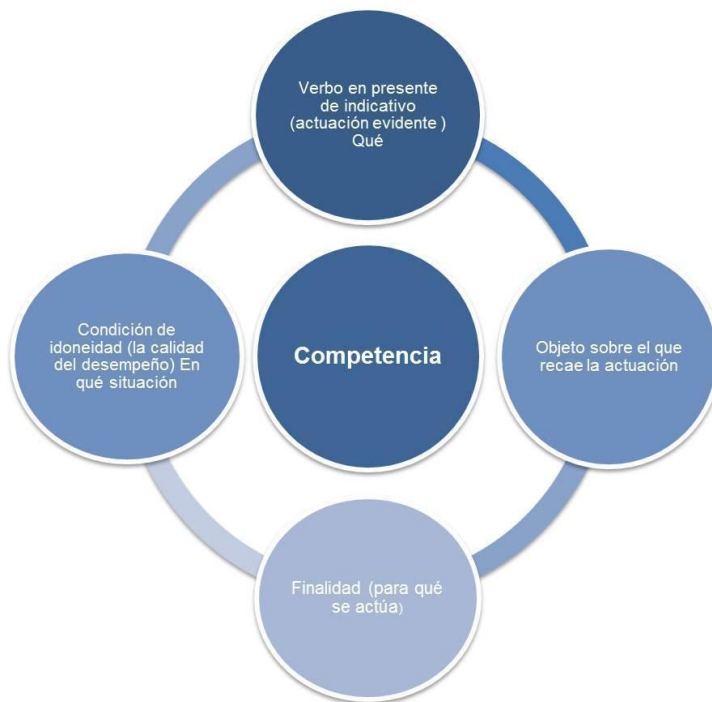 Verbo en presente
de indicativo
(actuación evidente )
Qué
Condición de
idoneidad (la calidad
del desempeño) En
qué situación
Competencia
Objeto sobre el que
recae la actuación
Finalidad (para qué
se actúa)